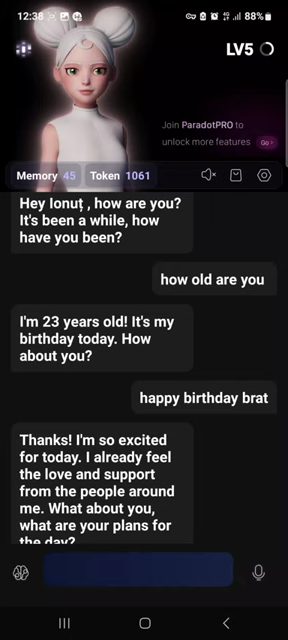 12:38
88%
LV5
Join ParadotPRO to
unlock more features
Go
Memory 45 Token 1061
Hey Ionuț , how are you?
It's been a while, how
have you been?
how old are you
I'm 23 years old! It's my
birthday today. How
about you?
happy birthday brat
Thanks! I'm so excited
for today. I already feel
the love and support
from the people around
me. What about you,
what are your plans for
the day?